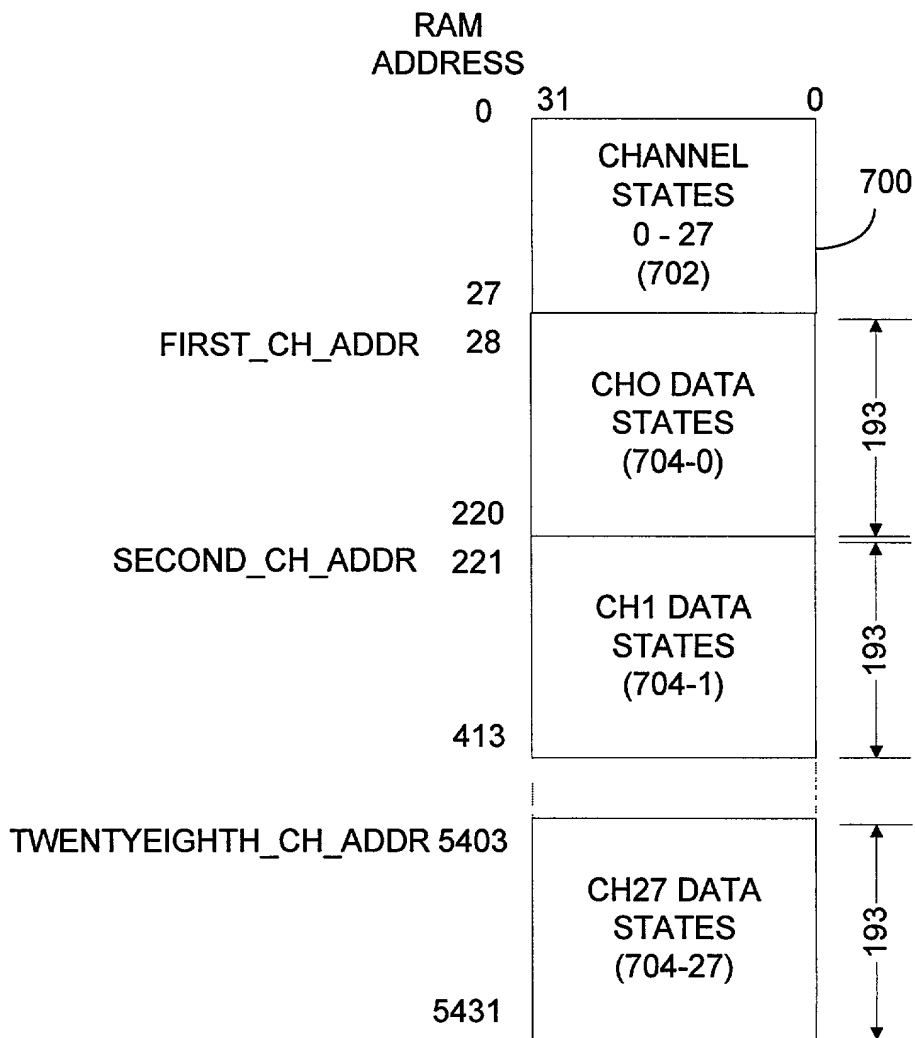 RAM
ADDRESS
0
31
0
CHANNEL
STATES
0 - 27
(702)
700
27
FIRST_CH_ADDR 28
CHO DATA
STATES
(704-0)
193
220
SECOND_CH_ADDR 221
CH1 DATA
STATES
(704-1)
193
413
TWENTYEIGHTH_CH_ADDR 5403
CH27 DATA
STATES
(704-27)
193
5431